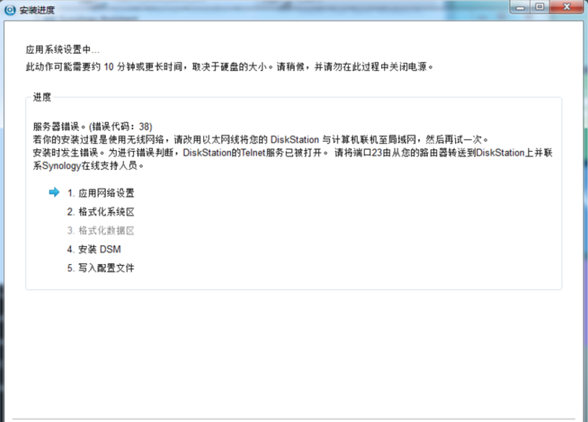 安装进度
应用系统设置中...
此动作可能需要约 10 分钟或更长时间，取决于硬盘的大小。请稍候，并请勿在此过程中关闭电源。
进度
服务器错误。(错误代码：38)
若你的安装过程是使用无线网络，请改用以太网线将您的 DiskStation 与计算机联机至局域网，然后再试一次。
安装时发生错误。为进行错误判断，DiskStation的Telnet服务已被打开。 请将端口23由从您的路由器转送到DiskStation上并联
系Synology在线支持人员。
1. 应用网络设置
2. 格式化系统区
3. 格式化数据区
4. 安装 DSM
5. 写入配置文件